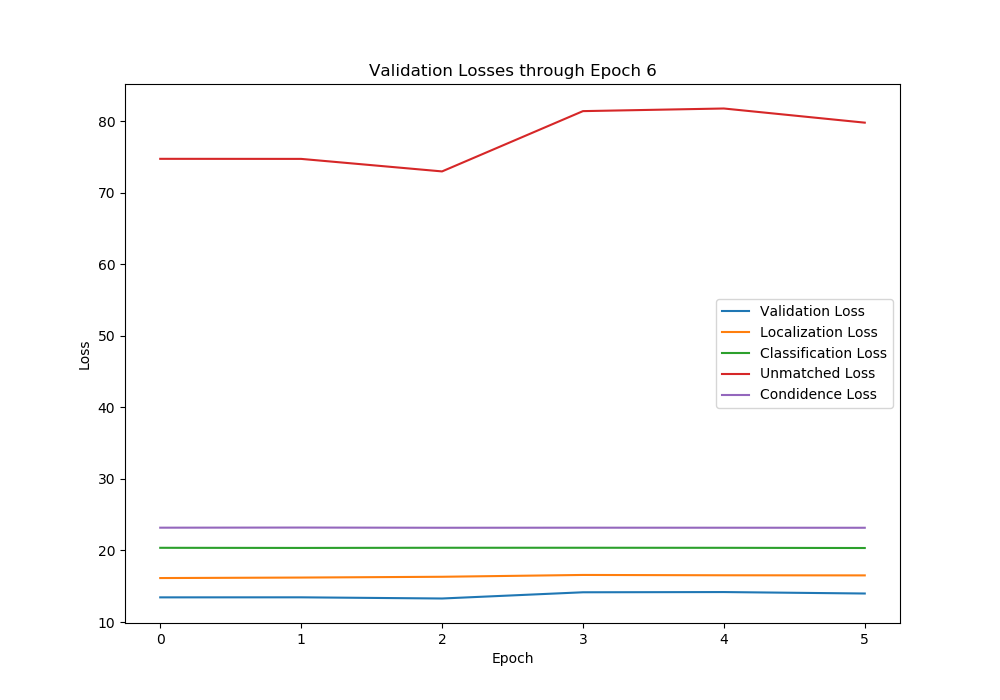 Validation Losses through Epoch 6
Loss
80
70
60
50
40
30
20
10
Validation Loss
Localization Loss
Classification Loss
Unmatched Loss
Condidence Loss
0 1 2 3 4 5
Epoch